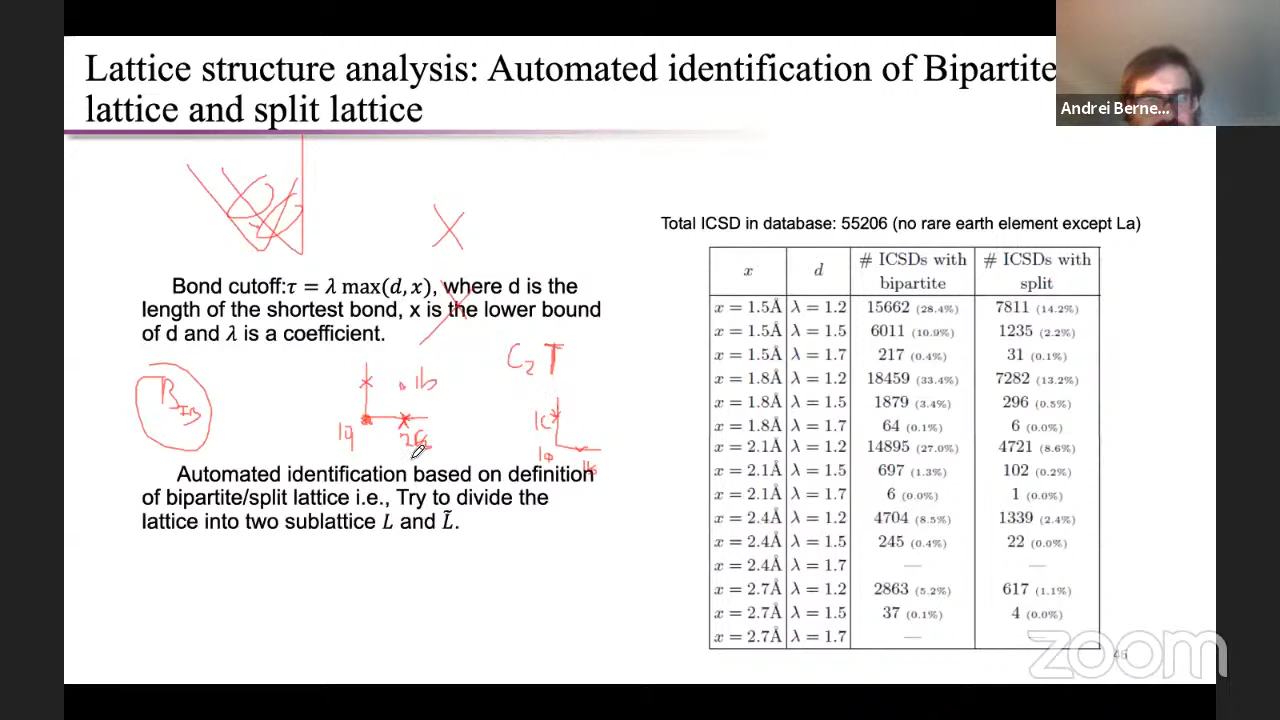 Lattice structure analysis: Automated identification of Bipartite
lattice and split lattice
Andrei Berne...
Total ICSD in database: 55206 (no rare earth element except La)
Bond cutoff:τ = λ max(d, x), where d is the
length of the shortest bond, x is the lower bound
of d and λ is a coefficient.
C₂ T
1b
1a
1c
1a
Automated identification based on definition
of bipartite/split lattice i.e., Try to divide the
lattice into two sublattice L and L̃.
x d # ICSDs with bipartite # ICSDs with split
x = 1.5Å λ = 1.2 15662 (28.4%) 7811 (14.2%)
x = 1.5Å λ = 1.5 6011 (10.9%) 1235 (2.2%)
x = 1.5Å λ = 1.7 217 (0.4%) 31 (0.1%)
x = 1.8Å λ = 1.2 18459 (33.4%) 7282 (13.2%)
x = 1.8Å λ = 1.5 1879 (3.4%) 296 (0.5%)
x = 1.8Å λ = 1.7 64 (0.1%) 6 (0.0%)
x = 2.1Å λ = 1.2 14895 (27.0%) 4721 (8.6%)
x = 2.1Å λ = 1.5 697 (1.3%) 102 (0.2%)
x = 2.1Å λ = 1.7 6 (0.0%) 1 (0.0%)
x = 2.4Å λ = 1.2 4704 (8.5%) 1339 (2.4%)
x = 2.4Å λ = 1.5 245 (0.4%) 22 (0.0%)
x = 2.4Å λ = 1.7 — —
x = 2.7Å λ = 1.2 2863 (5.2%) 617 (1.1%)
x = 2.7Å λ = 1.5 37 (0.1%) 4 (0.0%)
x = 2.7Å λ = 1.7 — —
zoom